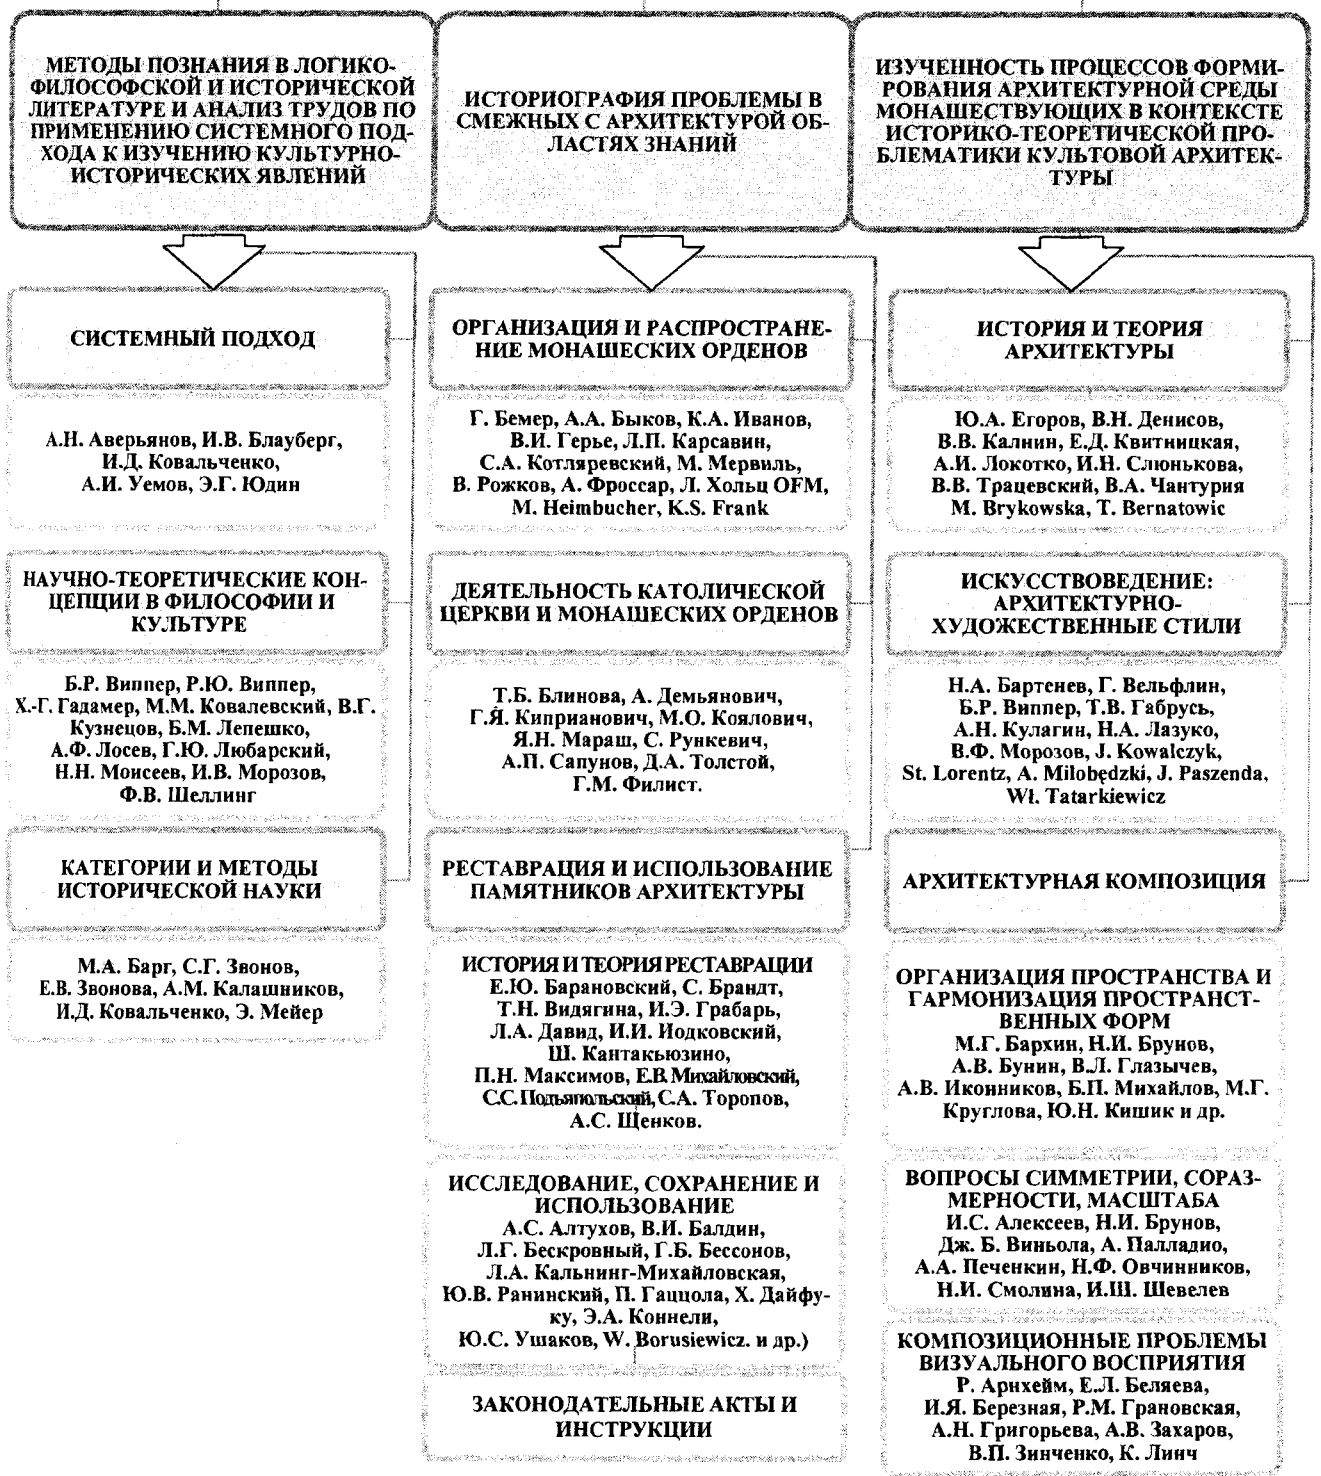 МЕТОДЫ ПОЗНАНИЯ В ЛОГИКО-
ФИЛОСОФСКОЙ И ИСТОРИЧЕСКОЙ
ЛИТЕРАТУРЕ И АНАЛИЗ ТРУДОВ ПО
ПРИМЕНЕНИЮ СИСТЕМНОГО ПОД-
ХОДА К ИЗУЧЕНИЮ КУЛЬТУРНО-
ИСТОРИЧЕСКИХ ЯВЛЕНИЙ
СИСТЕМНЫЙ ПОДХОД
А.Н. Аверьянов, И.В. Блауберг,
И.Д. Ковальченко,
А.И. Уемов, Э.Г. Юдин
НАУЧНО-ТЕОРЕТИЧЕСКИЕ КОН-
ЦЕПЦИИ В ФИЛОСОФИИ И
КУЛЬТУРЕ
Б.Р. Виппер, Р.Ю. Виппер,
Х.-Г. Гадамер, М.М. Ковалевский, В.Г.
Кузнецов, Б.М. Лепешко,
А.Ф. Лосев, Г.Ю. Любарский,
Н.Н. Моисеев, И.В. Морозов,
Ф.В. Шеллинг
КАТЕГОРИИ И МЕТОДЫ
ИСТОРИЧЕСКОЙ НАУКИ
М.А. Барг, С.Г. Звонов,
Е.В. Звонова, А.М. Калашников,
И.Д. Ковальченко, Э. Мейер
ИСТОРИОГРАФИЯ ПРОБЛЕМЫ В
СМЕЖНЫХ С АРХИТЕКТУРОЙ ОБ-
ЛАСТЯХ ЗНАНИЙ
ОРГАНИЗАЦИЯ И РАСПРОСТРАНЕ-
НИЕ МОНАШЕСКИХ ОРДЕНОВ
Г. Бемер, А.А. Быков, К.А. Иванов,
В.И. Герье, Л.П. Карсавин,
С.А. Котляревский, М. Мервиль,
В. Рожков, А. Фроссар, Л. Хольц OFM,
M. Heimbucher, K.S. Frank
ДЕЯТЕЛЬНОСТЬ КАТОЛИЧЕСКОЙ
ЦЕРКВИ И МОНАШЕСКИХ ОРДЕНОВ
Т.Б. Блинова, А. Демьянович,
Г.Я. Киприанович, М.О. Коялович,
Я.Н. Мараш, С. Рункевич,
А.П. Сапунов, Д.А. Толстой,
Г.М. Филист.
РЕСТАВРАЦИЯ И ИСПОЛЬЗОВАНИЕ
ПАМЯТНИКОВ АРХИТЕКТУРЫ
ИСТОРИЯ И ТЕОРИЯ РЕСТАВРАЦИИ
Е.Ю. Барановский, С. Брандт,
Т.Н. Видягина, И.Э. Грабарь,
Л.А. Давид, И.И. Иодковский,
Ш. Кантакьюзино,
П.Н. Максимов, Е.В. Михайловский,
С.С. Подъяпольский, С.А. Торопов,
А.С. Щенков.
ИССЛЕДОВАНИЕ, СОХРАНЕНИЕ И
ИСПОЛЬЗОВАНИЕ
А.С. Алтухов, В.И. Балдин,
Л.Г. Бескровный, Г.Б. Бессонов,
Л.А. Кальнинг-Михайловская,
Ю.В. Ранинский, П. Гаццола, Х. Дайфу-
ку, Э.А. Коннели,
Ю.С. Ушаков, W. Borusiewicz. и др.)
ЗАКОНОДАТЕЛЬНЫЕ АКТЫ И
ИНСТРУКЦИИ
ИЗУЧЕННОСТЬ ПРОЦЕССОВ ФОРМИ-
РОВАНИЯ АРХИТЕКТУРНОЙ СРЕДЫ
МОНАШЕСТВУЮЩИХ В КОНТЕКСТЕ
ИСТОРИКО-ТЕОРЕТИЧЕСКОЙ ПРО-
БЛЕМАТИКИ КУЛЬТОВОЙ АРХИТЕК-
ТУРЫ
ИСТОРИЯ И ТЕОРИЯ
АРХИТЕКТУРЫ
Ю.А. Егоров, В.Н. Денисов,
В.В. Калнин, Е.Д. Квитницкая,
А.И. Локотко, И.Н. Слюнькова,
В.В. Трацевский, В.А. Чантурия
M. Brykowska, T. Bernatowic
ИСКУССТВОВЕДЕНИЕ:
АРХИТЕКТУРНО-
ХУДОЖЕСТВЕННЫЕ СТИЛИ
Н.А. Бартенев, Г. Вельфлин,
Б.Р. Виппер, Т.В. Габрусь,
А.Н. Кулагин, Н.А. Лазуко,
В.Ф. Морозов, J. Kowalczyk,
St. Lorentz, A. Miłobędzki, J. Paszenda,
Wł. Tatarkiewicz
АРХИТЕКТУРНАЯ КОМПОЗИЦИЯ
ОРГАНИЗАЦИЯ ПРОСТРАНСТВА И
ГАРМОНИЗАЦИЯ ПРОСТРАНСТ-
ВЕННЫХ ФОРМ
М.Г. Бархин, Н.И. Брунов,
А.В. Бунин, В.Л. Глазычев,
А.В. Иконников, Б.П. Михайлов, М.Г.
Круглова, Ю.Н. Кишик и др.
ВОПРОСЫ СИММЕТРИИ, СОРАЗ-
МЕРНОСТИ, МАСШТАБА
И.С. Алексеев, Н.И. Брунов,
Дж. Б. Виньола, А. Палладио,
А.А. Печенкин, Н.Ф. Овчинников,
Н.И. Смолина, И.Ш. Шевелев
КОМПОЗИЦИОННЫЕ ПРОБЛЕМЫ
ВИЗУАЛЬНОГО ВОСПРИЯТИЯ
Р. Арнхейм, Е.Л. Беляева,
И.Я. Березная, Р.М. Грановская,
А.Н. Григорьева, А.В. Захаров,
В.П. Зинченко, К. Линч